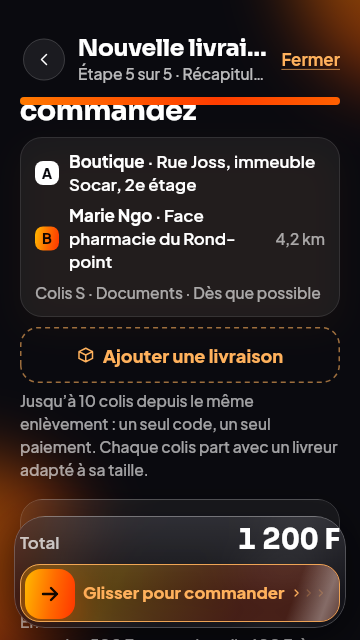 Nouvelle livrai...
Étape 5 sur 5 · Récapitul...
Fermer
commandez
A
Boutique · Rue Joss, immeuble
Socar, 2e étage
B
Marie Ngo · Face
pharmacie du Rond-
point
4,2 km
Colis S · Documents · Dès que possible
Ajouter une livraison
Jusqu’à 10 colis depuis le même
enlèvement : un seul code, un seul
paiement. Chaque colis part avec un livreur
adapté à sa taille.
Total
1 200 F
Glisser pour commander